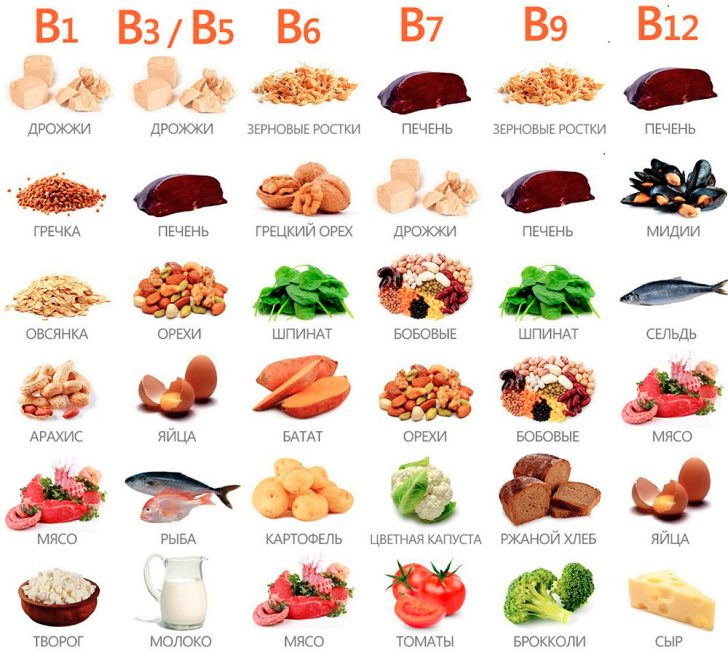 B1 B3 / B5 B6 B7 B9 B12
ДРОЖЖИ ДРОЖЖИ ЗЕРНОВЫЕ РОСТКИ ПЕЧЕНЬ ЗЕРНОВЫЕ РОСТКИ ПЕЧЕНЬ
ГРЕЧКА ПЕЧЕНЬ ГРЕЦКИЙ ОРЕХ ДРОЖЖИ ПЕЧЕНЬ МИДИИ
ОВСЯНКА ОРЕХИ ШПИНАТ БОБОВЫЕ ШПИНАТ СЕЛЬДЬ
АРАХИС ЯЙЦА БАТАТ ОРЕХИ БОБОВЫЕ МЯСО
МЯСО РЫБА КАРТОФЕЛЬ ЦВЕТНАЯ КАПУСТА РЖАНОЙ ХЛЕБ ЯЙЦА
ТВОРОГ МОЛОКО МЯСО ТОМАТЫ БРОККОЛИ СЫР